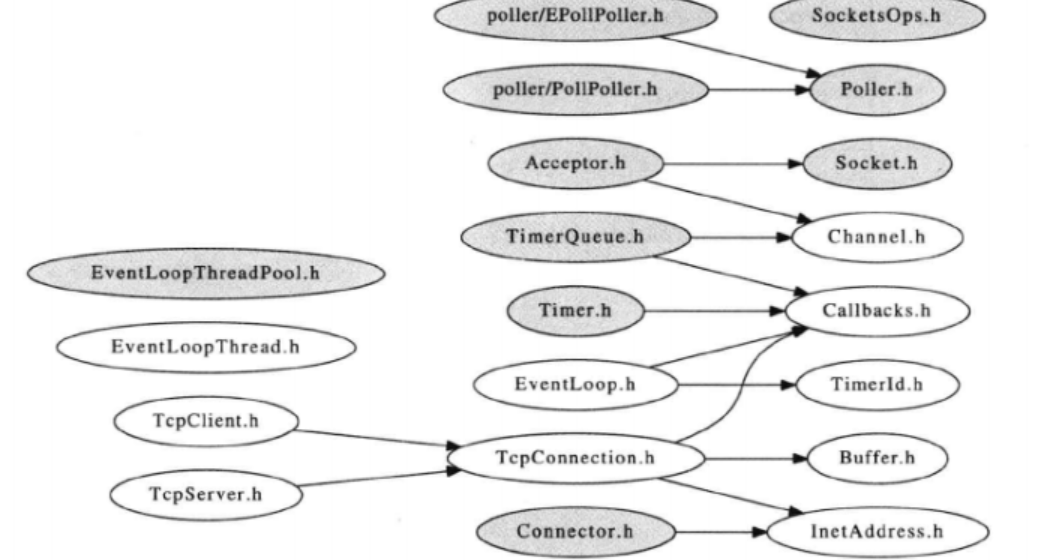 poller/EPollPoller.h
SocketsOps.h
poller/PollPoller.h
Poller.h
Acceptor.h
Socket.h
TimerQueue.h
Channel.h
EventLoopThreadPool.h
Timer.h
Callbacks.h
EventLoopThread.h
EventLoop.h
TimerId.h
TcpClient.h
TcpConnection.h
Buffer.h
TcpServer.h
Connector.h
InetAddress.h